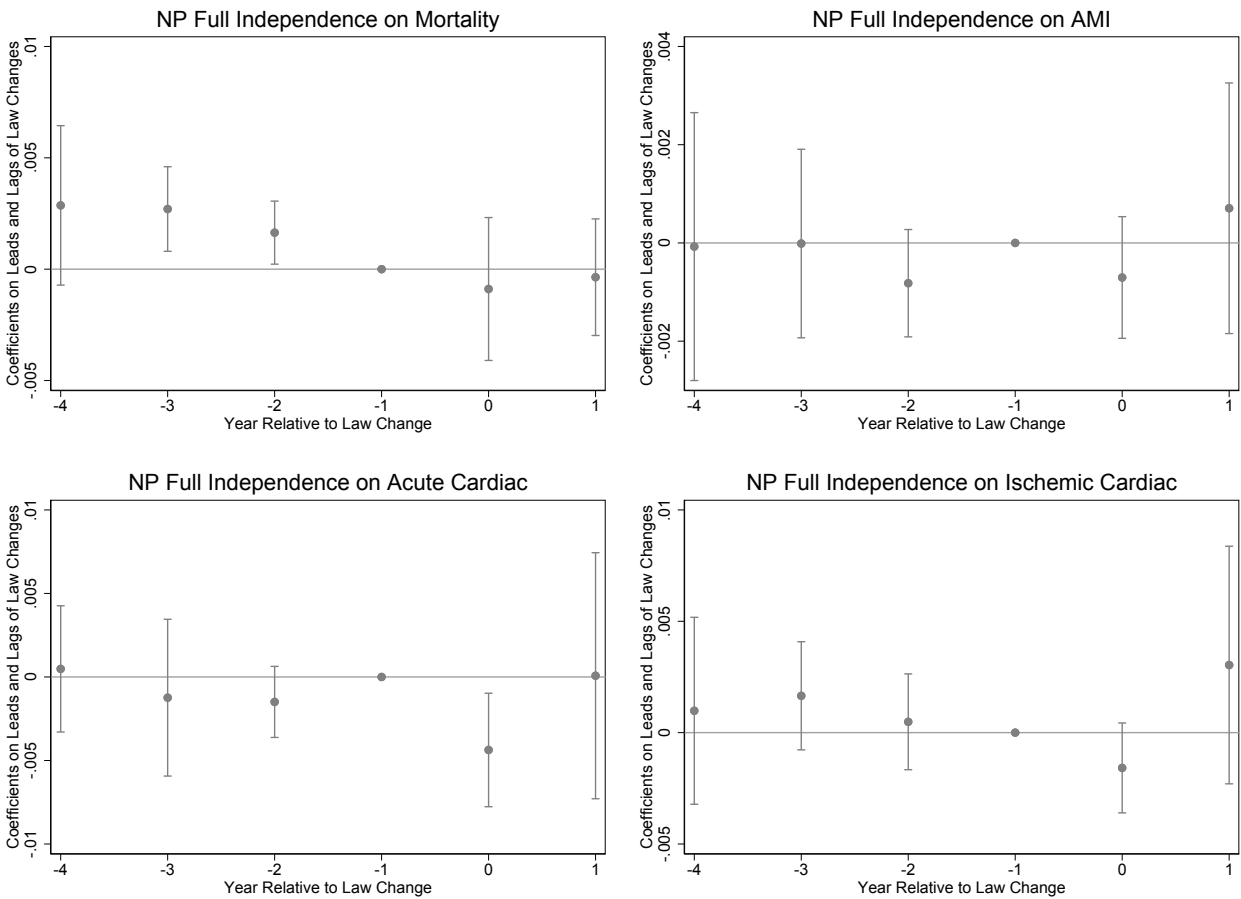 NP Full Independence on Mortality
Coefficients on Leads and Lags of Law Changes
.01
.005
0
-.005
-4 -3 -2 -1 0 1
Year Relative to Law Change
NP Full Independence on AMI
Coefficients on Leads and Lags of Law Changes
.004
.002
0
-.002
-4 -3 -2 -1 0 1
Year Relative to Law Change
NP Full Independence on Acute Cardiac
Coefficients on Leads and Lags of Law Changes
.01
.005
0
-.005
-.01
-4 -3 -2 -1 0 1
Year Relative to Law Change
NP Full Independence on Ischemic Cardiac
Coefficients on Leads and Lags of Law Changes
.01
.005
0
-.005
-4 -3 -2 -1 0 1
Year Relative to Law Change